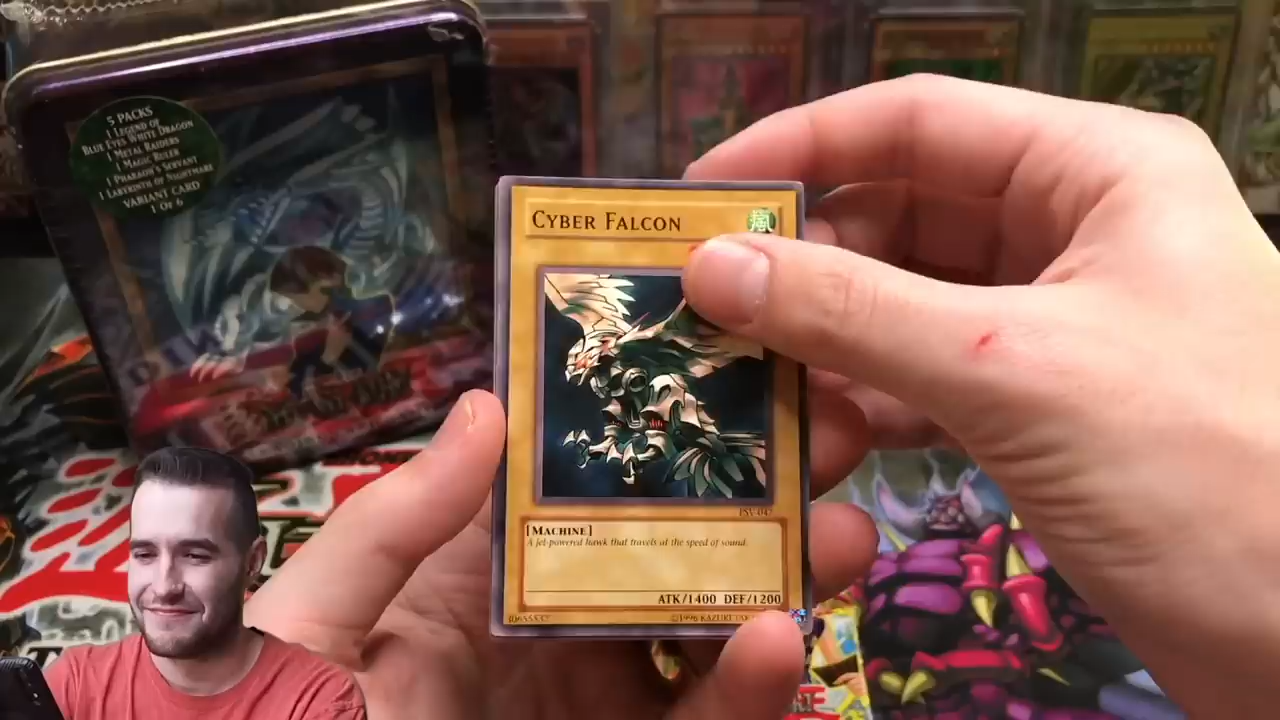 5 PACKS
1 LEGEND OF
BLUE EYES WHITE DRAGON
1 METAL RAIDERS
1 MAGIC RULER
1 PHARAOH'S SERVANT
1 LABYRINTH OF NIGHTMARE
VARIANT CARD
1 OF 6
CYBER FALCON
風
PSV-047
[MACHINE]
A jet-powered hawk that travels at the speed of sound.
ATK/1400 DEF/1200
©1996 KAZUKI